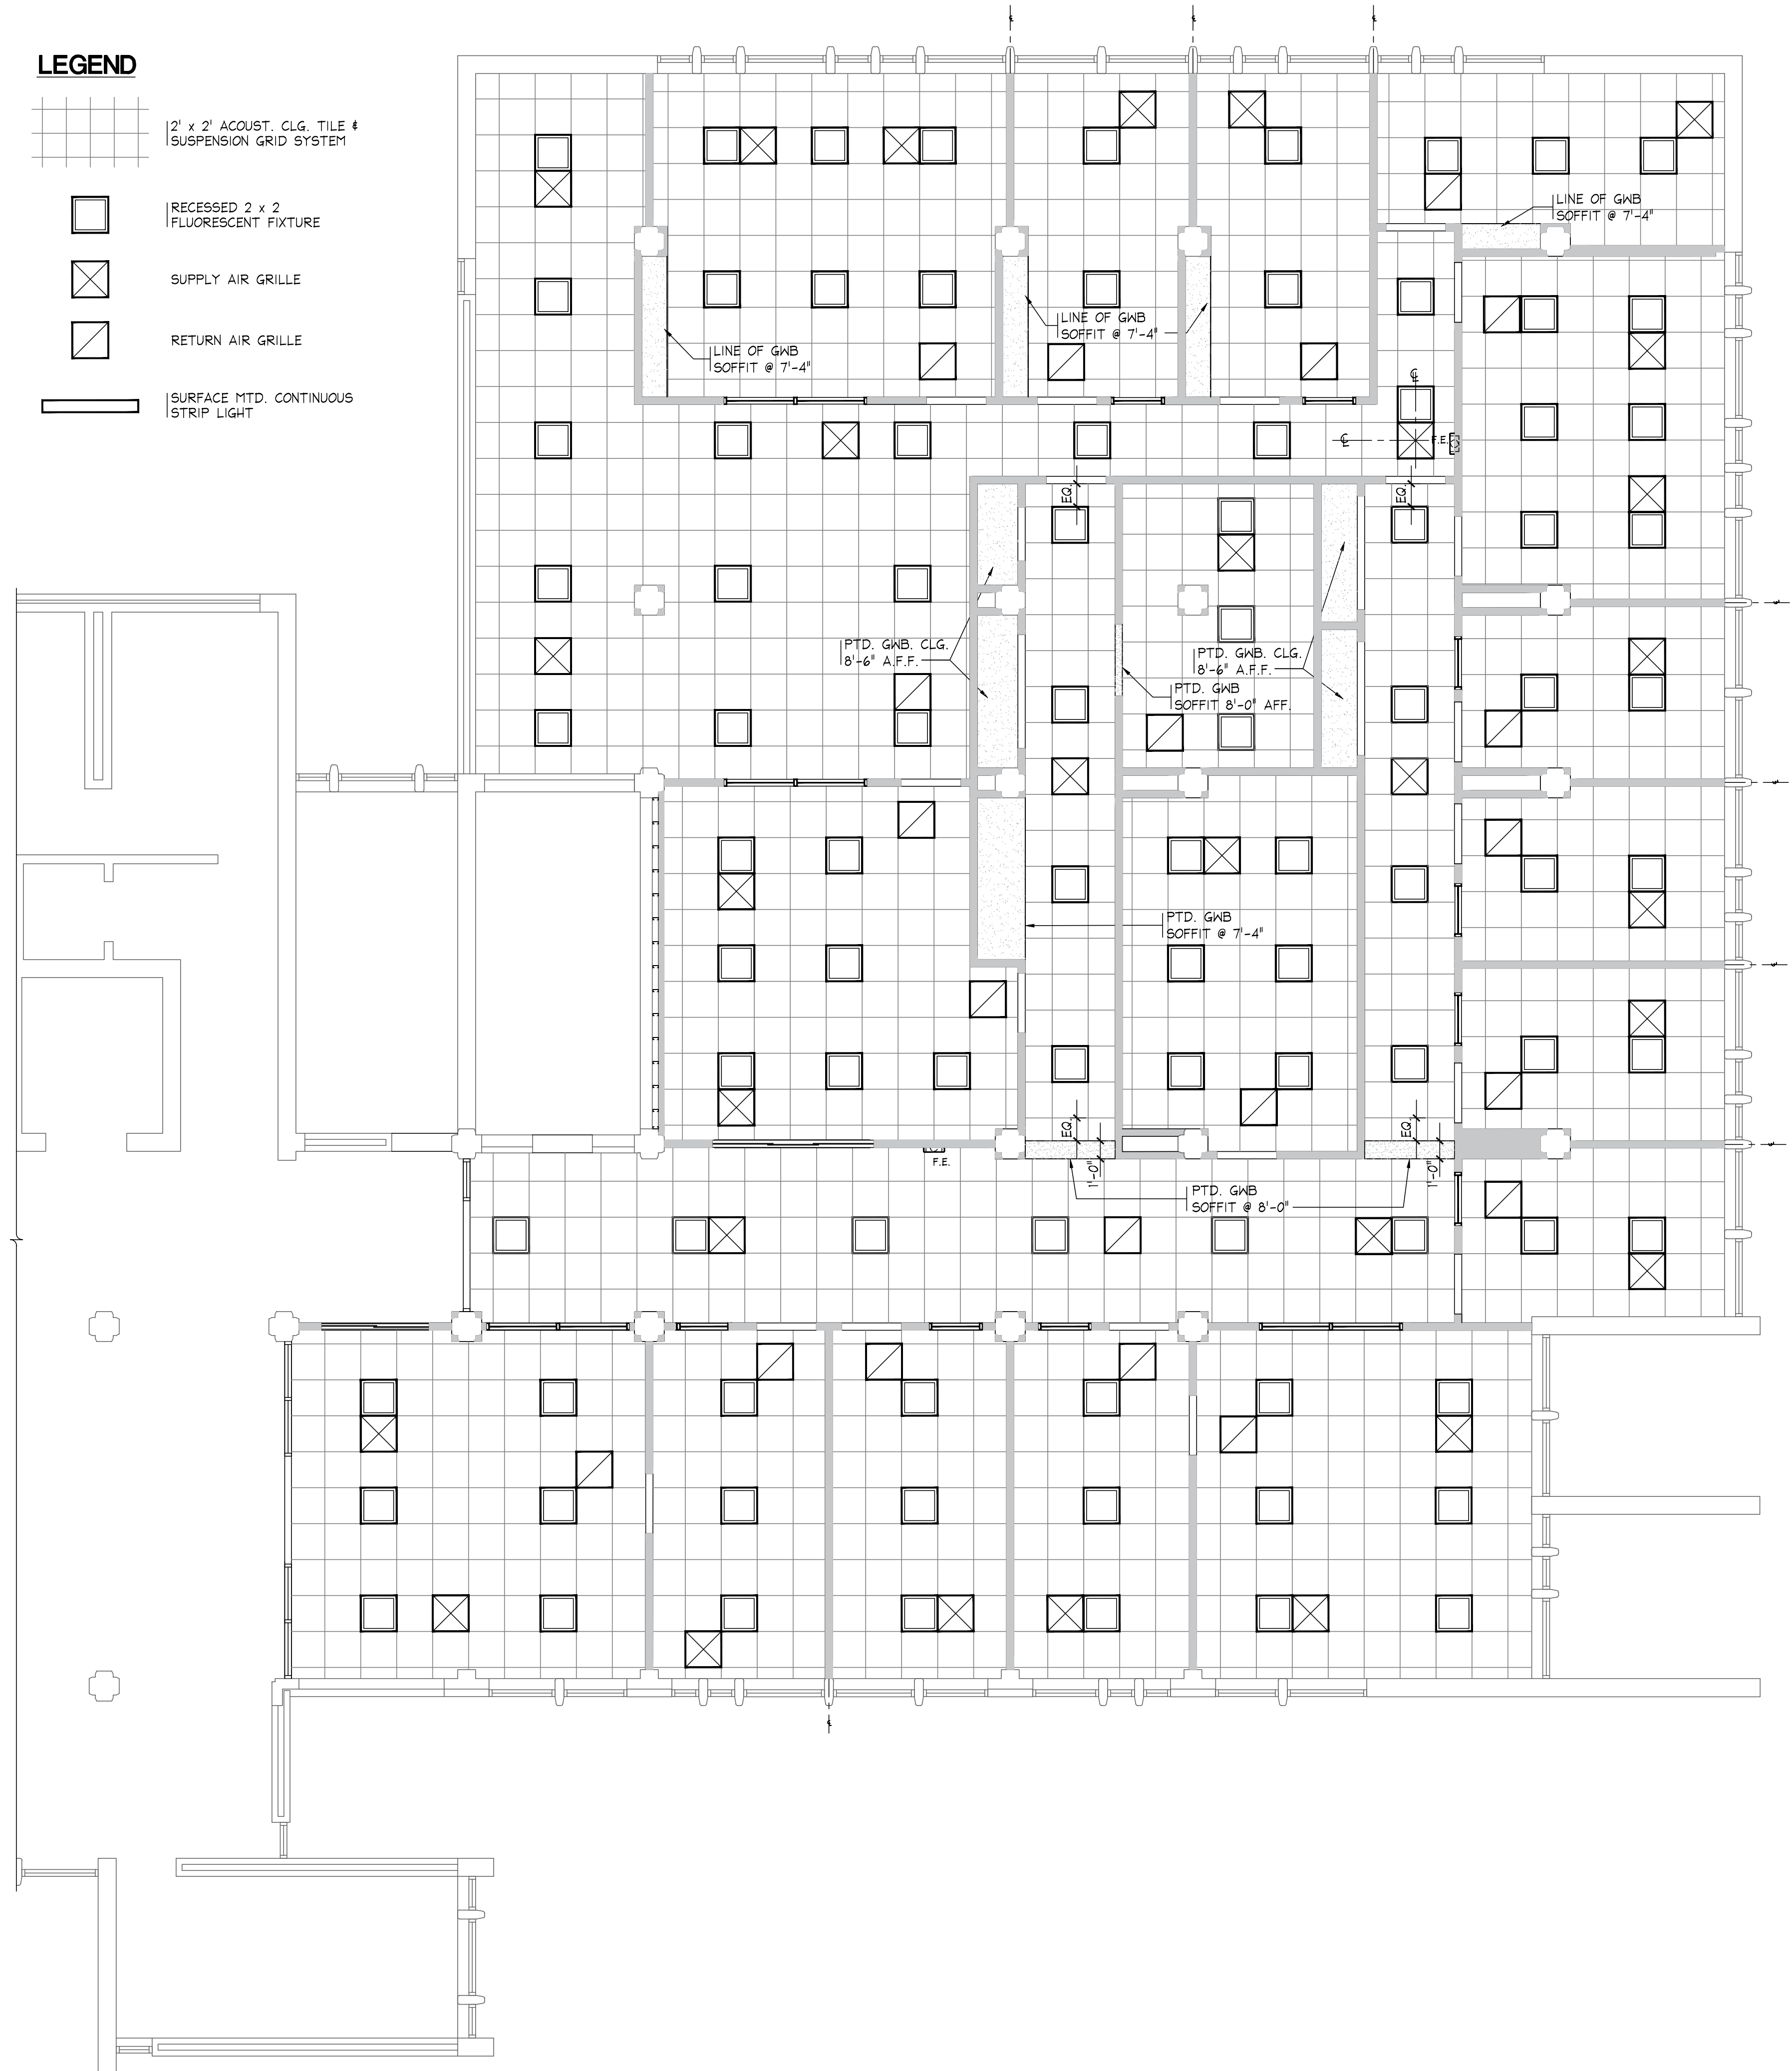 LEGEND
2' x 2' ACOUST. CLG. TILE &
SUSPENSION GRID SYSTEM
RECESSED 2 x 2
FLUORESCENT FIXTURE
SUPPLY AIR GRILLE
RETURN AIR GRILLE
SURFACE MTD. CONTINUOUS
STRIP LIGHT
LINE OF GWB
SOFFIT @ 7'-4"
LINE OF GWB
SOFFIT @ 7'-4"
LINE OF GWB
SOFFIT @ 7'-4"
F.E.
EQ.
EQ.
PTD. GWB. CLG.
8'-6" A.F.F.
PTD. GWB. CLG.
8'-6" A.F.F.
PTD. GWB
SOFFIT 8'-0" AFF.
PTD. GWB
SOFFIT @ 7'-4"
EQ.
EQ.
F.E.
1'-0"
1'-0"
PTD. GWB
SOFFIT @ 8'-0"